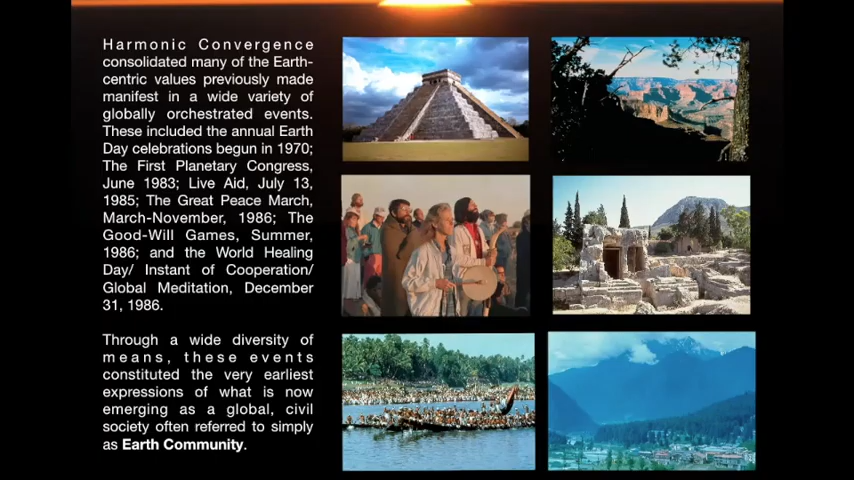 Harmonic Convergence
consolidated many of the Earth-
centric values previously made
manifest in a wide variety of
globally orchestrated events.
These included the annual Earth
Day celebrations begun in 1970;
The First Planetary Congress,
June 1983; Live Aid, July 13,
1985; The Great Peace March,
March-November, 1986; The
Good-Will Games, Summer,
1986; and the World Healing
Day/ Instant of Cooperation/
Global Meditation, December
31, 1986.
Through a wide diversity of
means, these events
constituted the very earliest
expressions of what is now
emerging as a global, civil
society often referred to simply
as Earth Community.